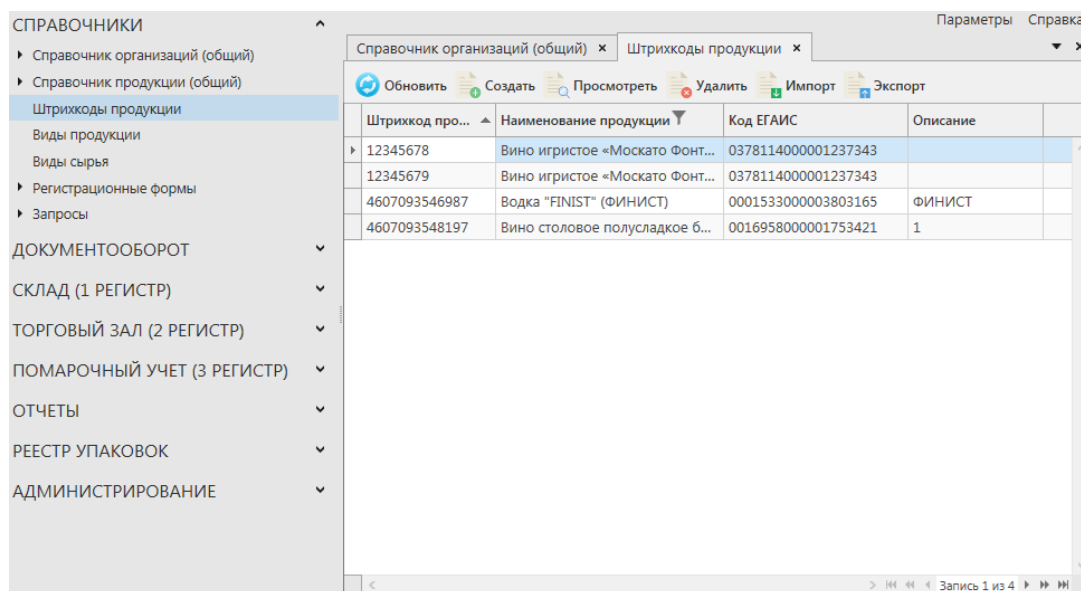 Параметры Справка
СПРАВОЧНИКИ
Справочник организаций (общий)
Справочник продукции (общий)
Штрихкоды продукции
Виды продукции
Виды сырья
Регистрационные формы
Запросы
ДОКУМЕНТООБОРОТ
СКЛАД (1 РЕГИСТР)
ТОРГОВЫЙ ЗАЛ (2 РЕГИСТР)
ПОМАРОЧНЫЙ УЧЕТ (3 РЕГИСТР)
ОТЧЕТЫ
РЕЕСТР УПАКОВОК
АДМИНИСТРИРОВАНИЕ
Справочник организаций (общий) × Штрихкоды продукции ×
Обновить Создать Просмотреть Удалить Импорт Экспорт
Штрихкод про... Наименование продукции Код ЕГАИС Описание
12345678 Вино игристое «Москато Фонт... 0378114000001237343
12345679 Вино игристое «Москато Фонт... 0378114000001237343
4607093546987 Водка "FINIST" (ФИНИСТ) 0001533000003803165 ФИНИСТ
4607093548197 Вино столовое полусладкое б... 0016958000001753421 1
Запись 1 из 4